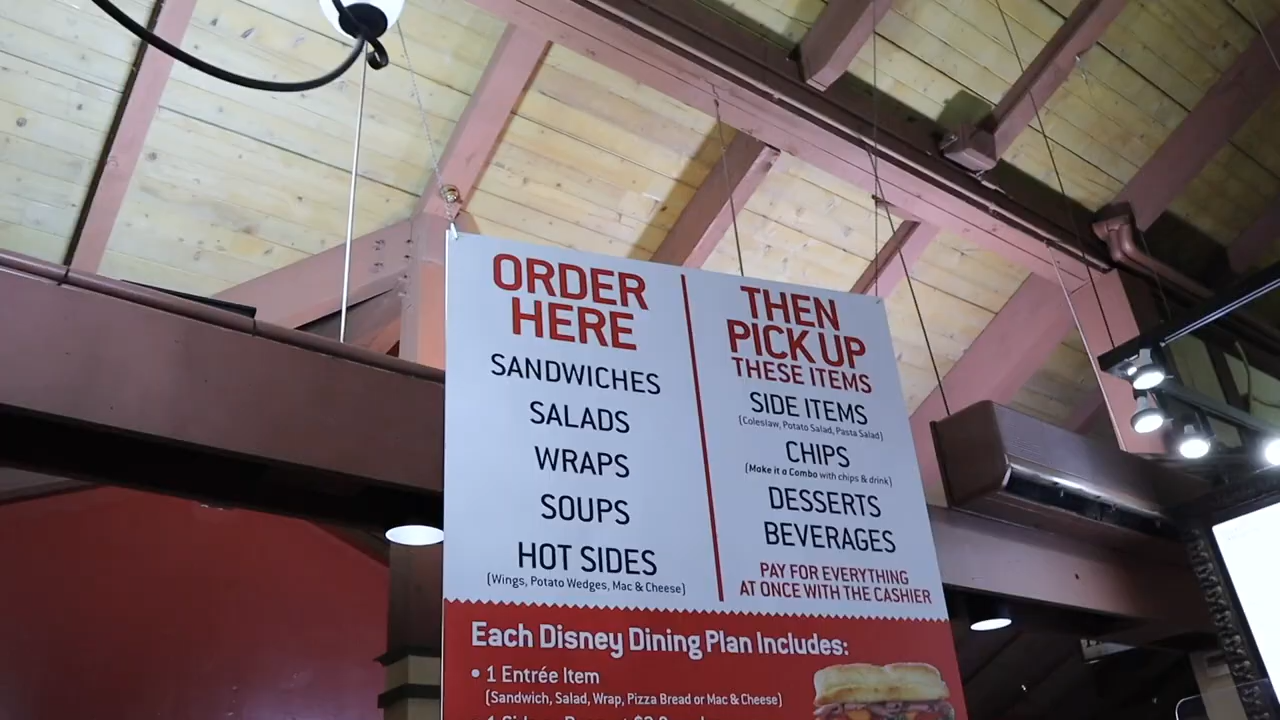 ORDER
HERE
SANDWICHES
SALADS
WRAPS
SOUPS
HOT SIDES
(Wings, Potato Wedges, Mac & Cheese)
THEN
PICK UP
THESE ITEMS
SIDE ITEMS
(Coleslaw, Potato Salad, Pasta Salad)
CHIPS
(Make it a Combo with chips & drink)
DESSERTS
BEVERAGES
PAY FOR EVERYTHING
AT ONCE WITH THE CASHIER
Each Disney Dining Plan Includes:
• 1 Entrée Item
(Sandwich, Salad, Wrap, Pizza Bread or Mac & Cheese)